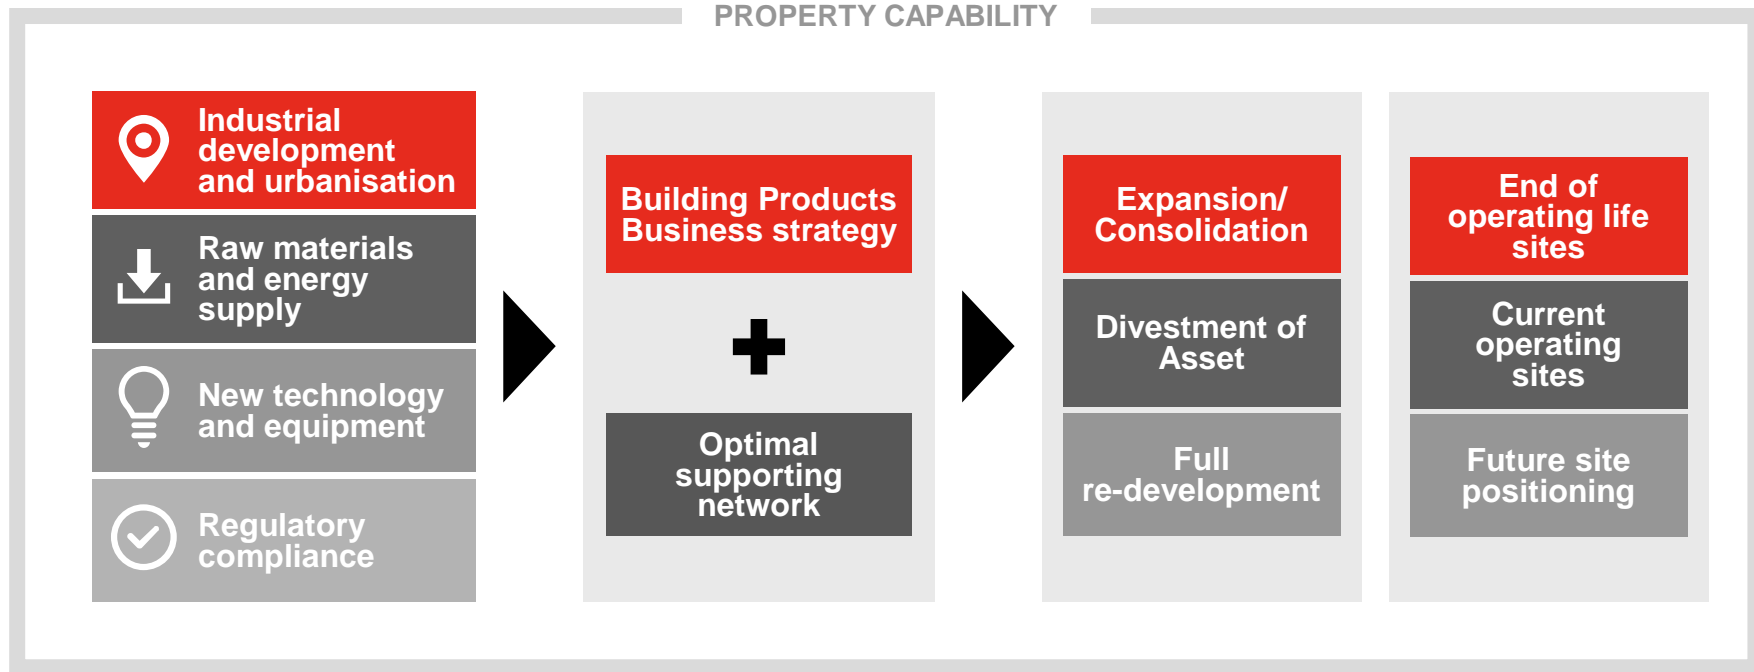 PROPERTY CAPABILITY
Industrial
development
and urbanisation
Raw materials
and energy
supply
New technology
and equipment
Regulatory
compliance
Building Products
Business strategy
Optimal
supporting
network
Expansion/
Consolidation
Divestment of
Asset
Full
re-development
End of
operating life
sites
Current
operating
sites
Future site
positioning